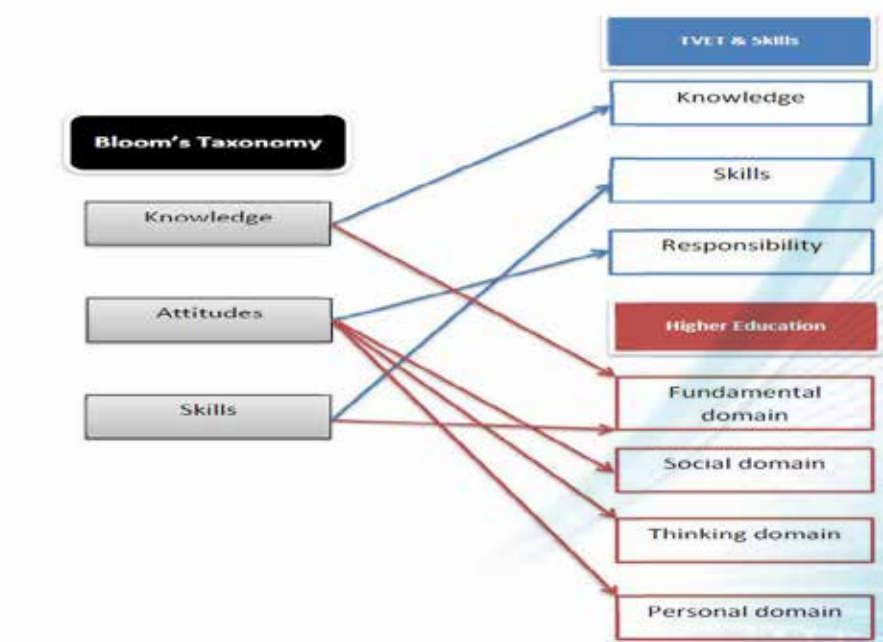 TVET & Skills
Knowledge
Bloom's Taxonomy
Skills
Knowledge
Responsibility
Attitudes
Higher Education
Skills
Fundamental
domain
Social domain
Thinking domain
Personal domain